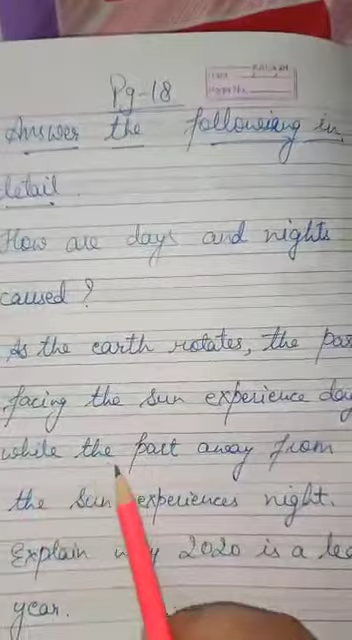 Pg-18
Answer the following in
detail
How are days and nights
caused?
As the earth rotates, the
facing the sun experience day
while the part away from
the sun experiences night.
Explain 2020 is a
year.